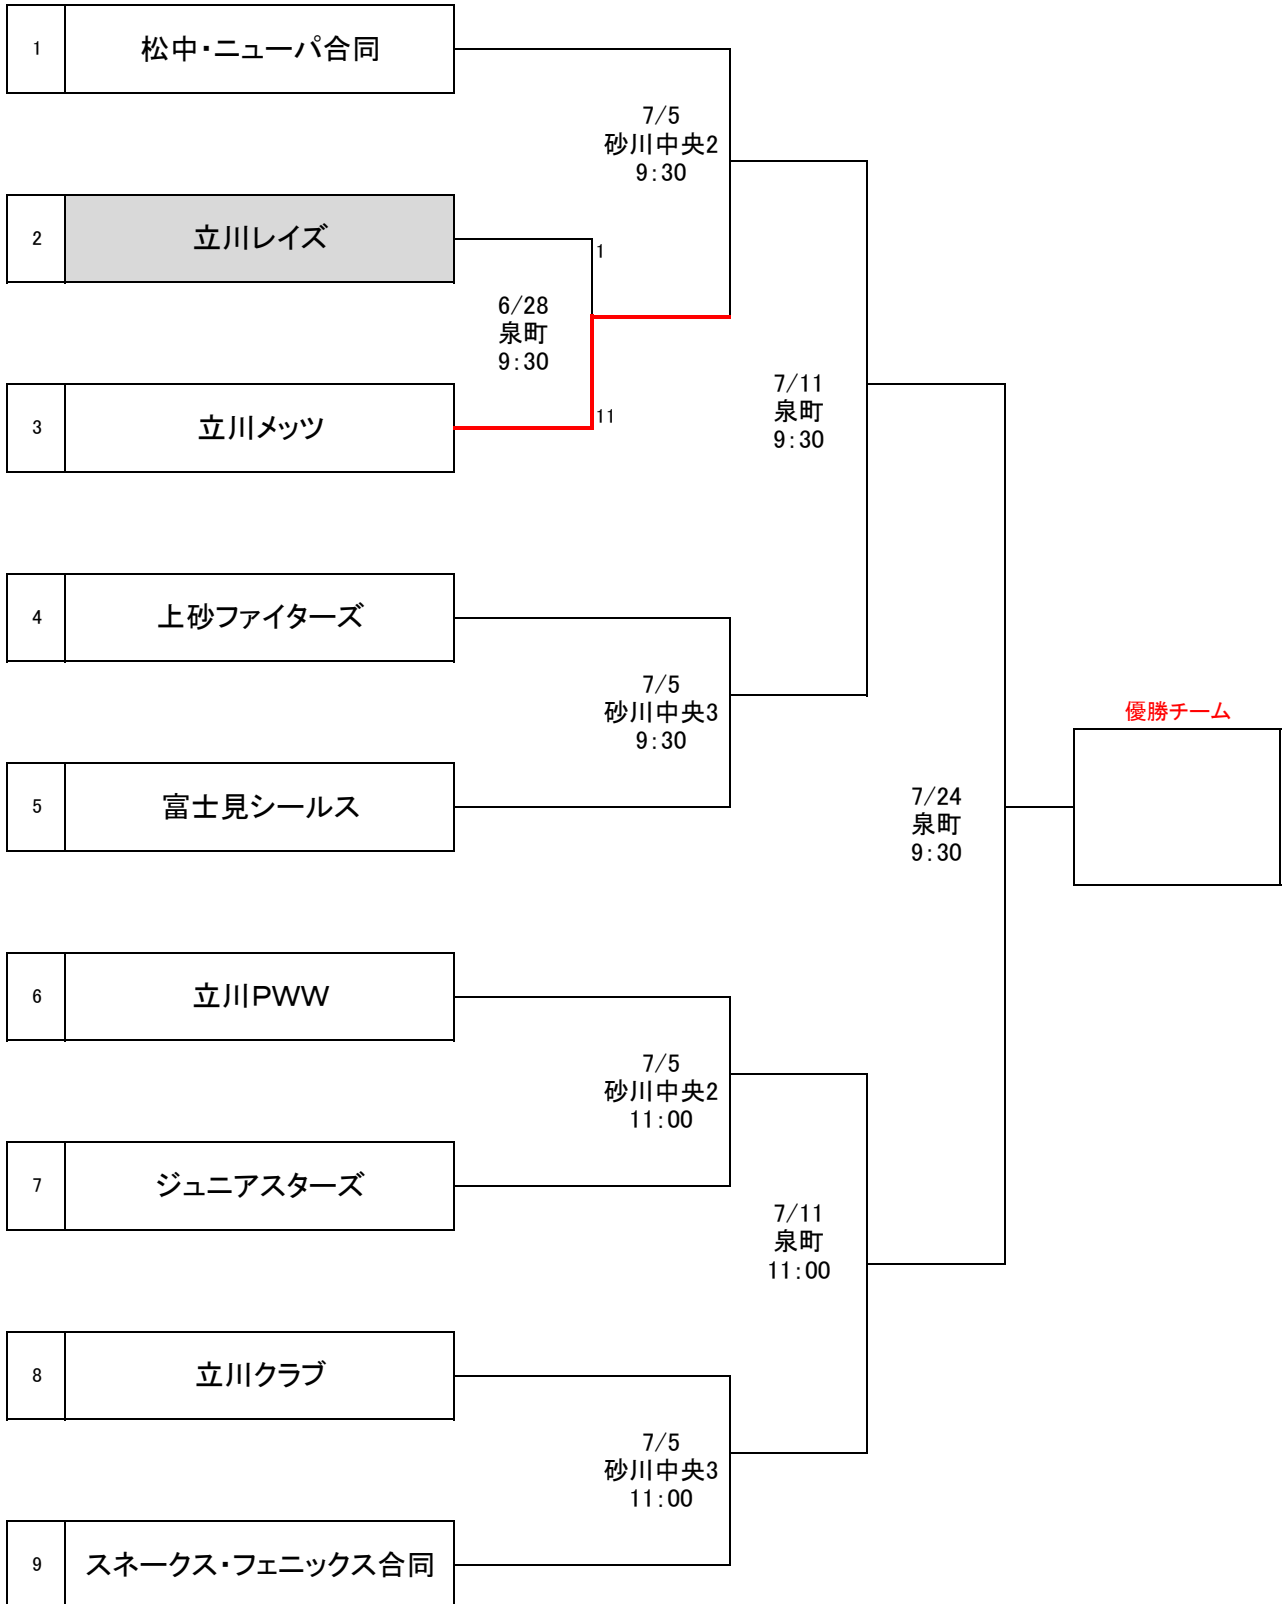 1
松中・ニューパ合同
7/5
砂川中央2
9:30
2
立川レイズ
1
6/28
泉町
9:30
3
立川メッツ
11
7/11
泉町
9:30
4
上砂ファイターズ
7/5
砂川中央3
9:30
5
富士見シールス
優勝チーム
7/24
泉町
9:30
6
立川PWW
7/5
砂川中央2
11:00
7
ジュニアスターズ
7/11
泉町
11:00
8
立川クラブ
7/5
砂川中央3
11:00
9
スネークス・フェニックス合同